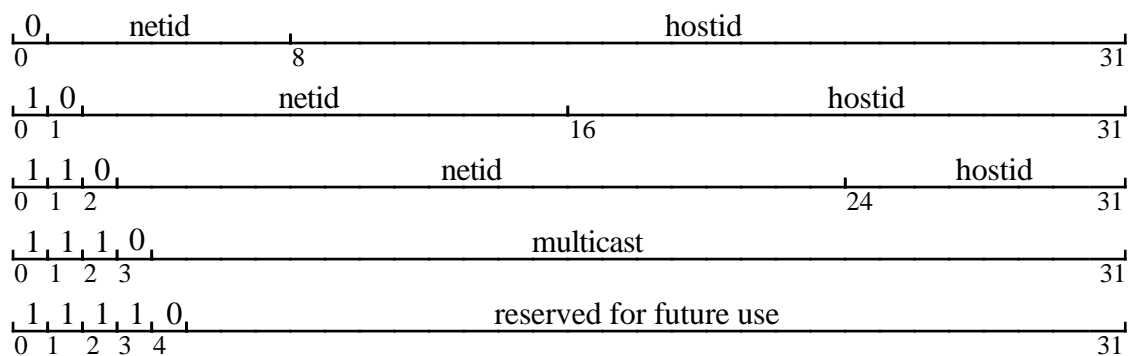 0 netid hostid
0 8 31
1 0 netid hostid
0 1 16 31
1 1 0 netid hostid
0 1 2 24 31
1 1 1 0 multicast
0 1 2 3 31
1 1 1 1 0 reserved for future use
0 1 2 3 4 31